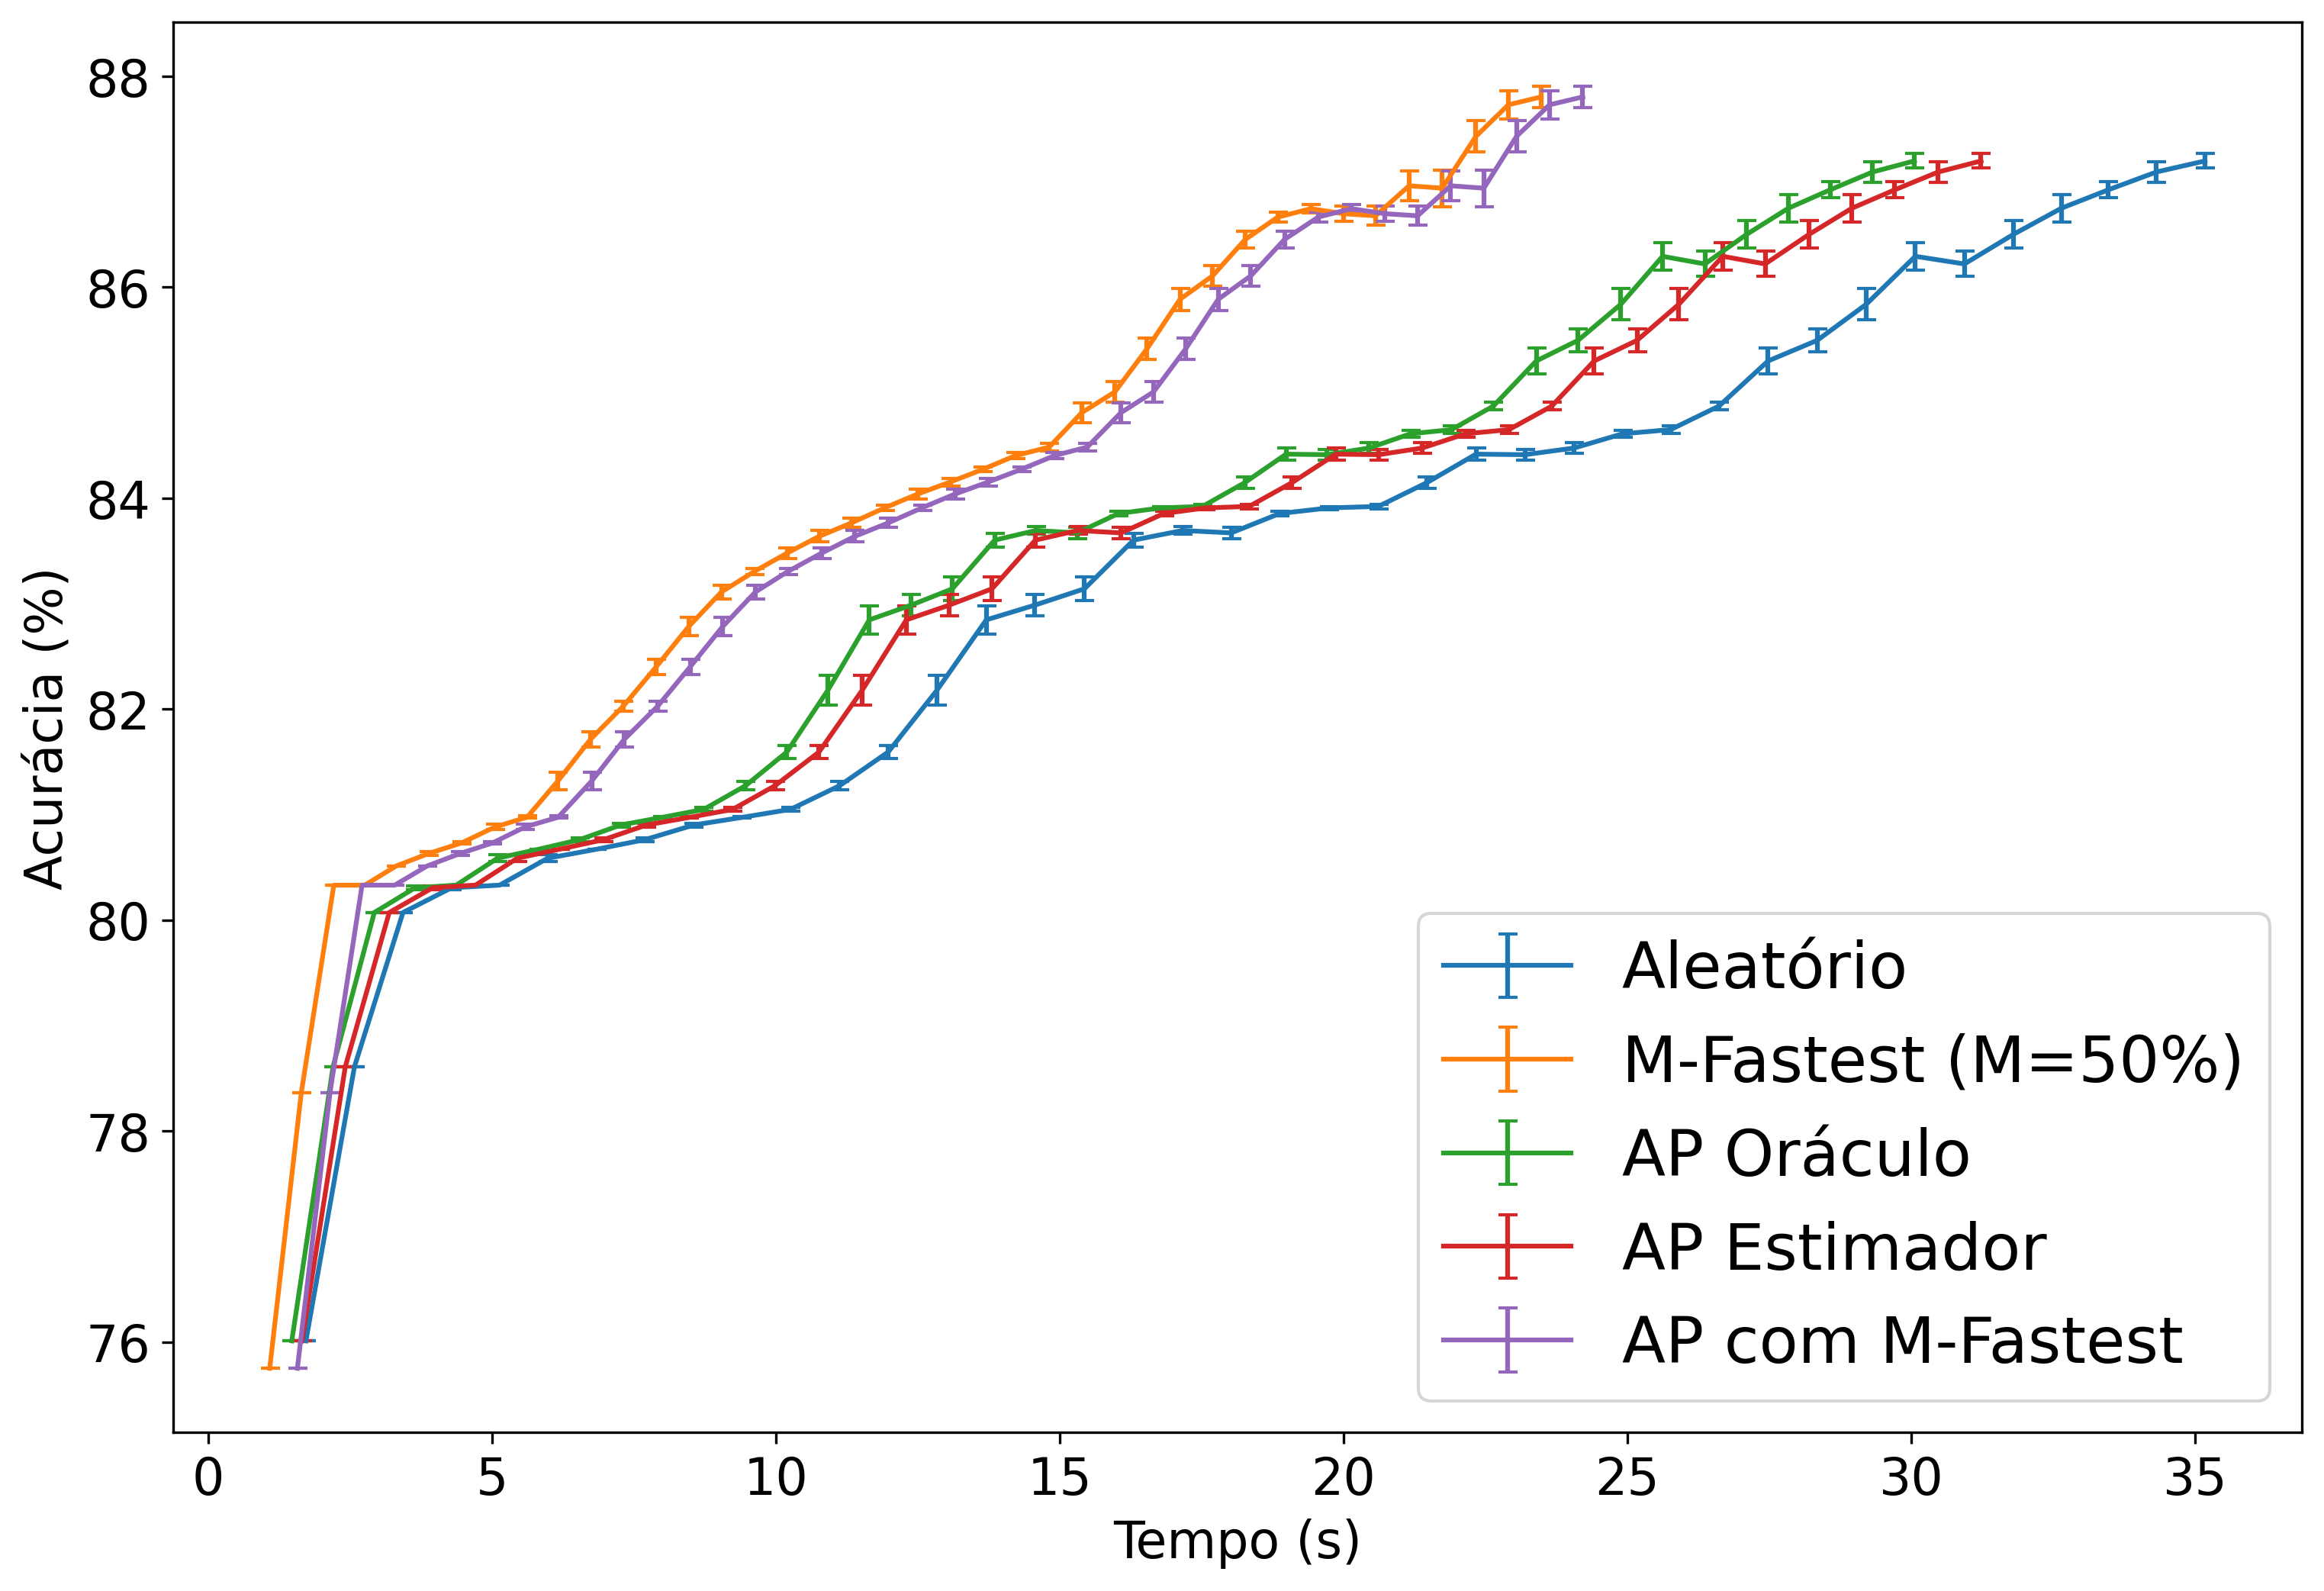 88
86
84
82
80
78
76
Acurácia (%)
0 5 10 15 20 25 30 35
Tempo (s)
Aleatório
M-Fastest (M=50%)
AP Oráculo
AP Estimador
AP com M-Fastest